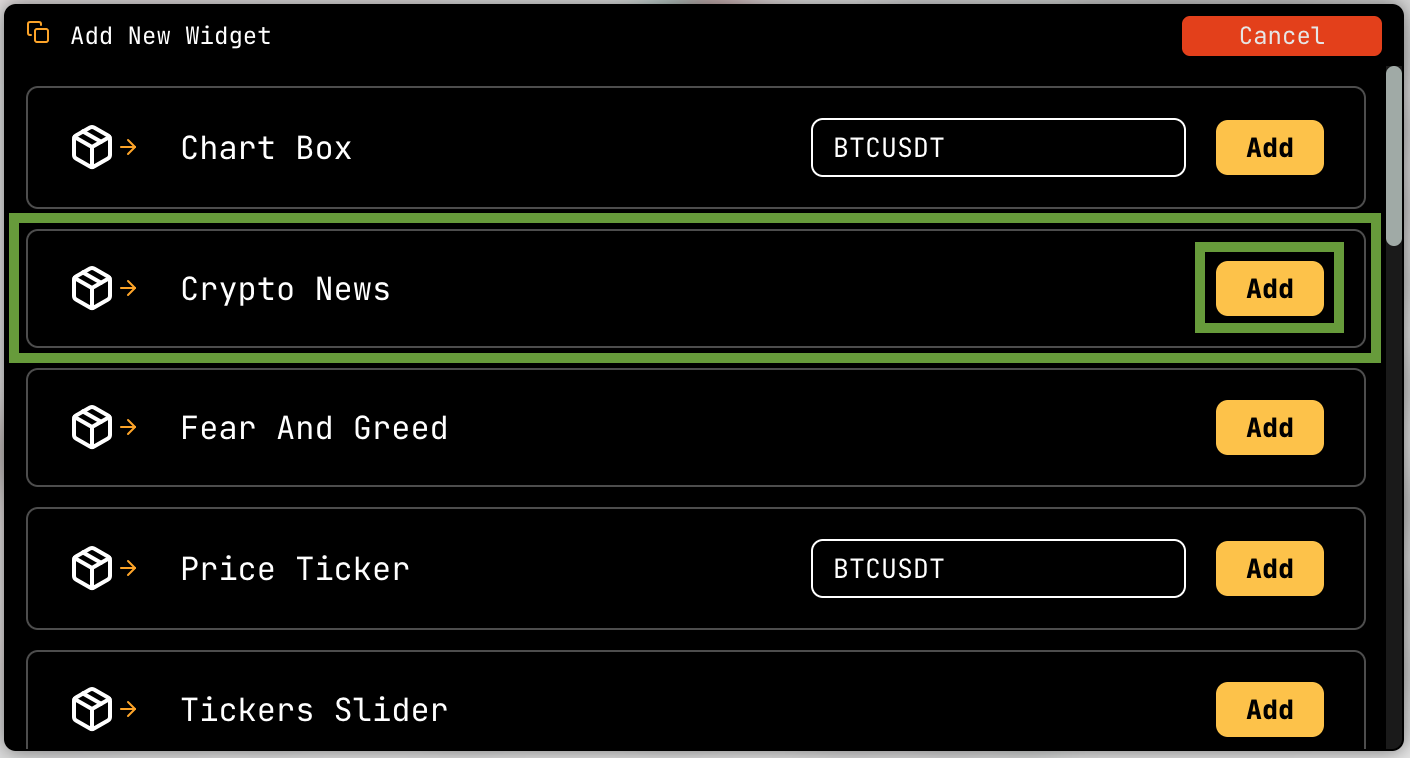 Add New Widget Cancel
Chart Box BTCUSDT Add
Crypto News Add
Fear And Greed Add
Price Ticker BTCUSDT Add
Tickers Slider Add